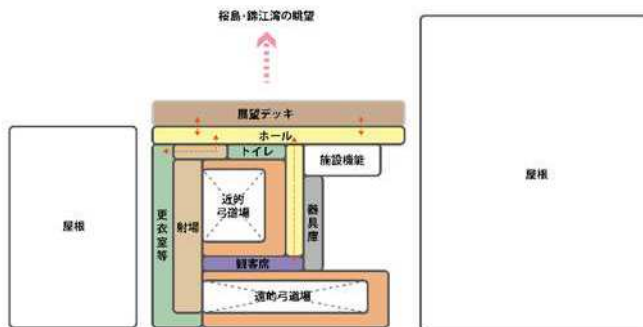 桜島・錦江湾の眺望
展望デッキ
ホール
トイレ
施設機能
屋根
更衣室等
射場
近的
弓道場
器具庫
屋根
観客席
遠的弓道場